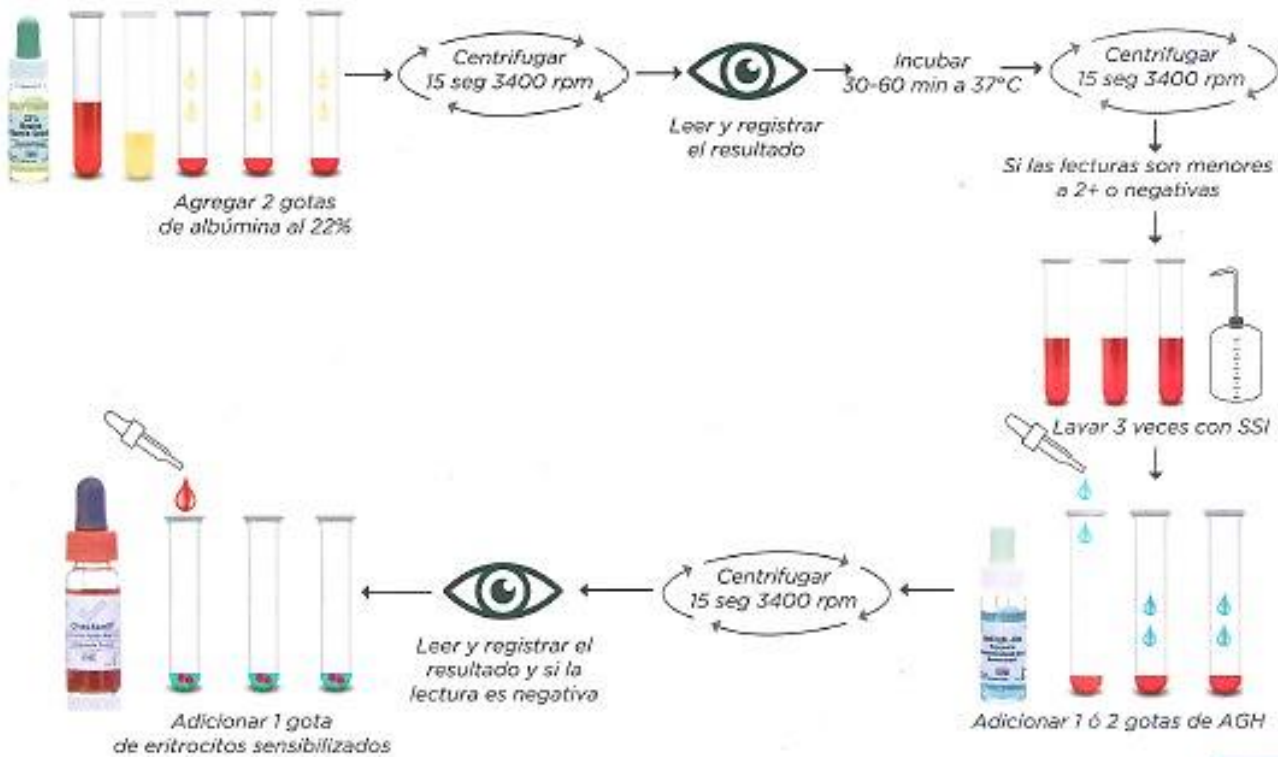 Agregar 2 gotas
de albúmina al 22%
Centrifugar
15 seg 3400 rpm
Leer y registrar
el resultado
Incubar
30-60 min a 37°C
Centrifugar
15 seg 3400 rpm
Si las lecturas son menores
a 2+ o negativas
Lavar 3 veces con SSI
Adicionar 1 ó 2 gotas de AGH
Centrifugar
15 seg 3400 rpm
Leer y registrar el
resultado y si la
lectura es negativa
Adicionar 1 gota
de eritrocitos sensibilizados